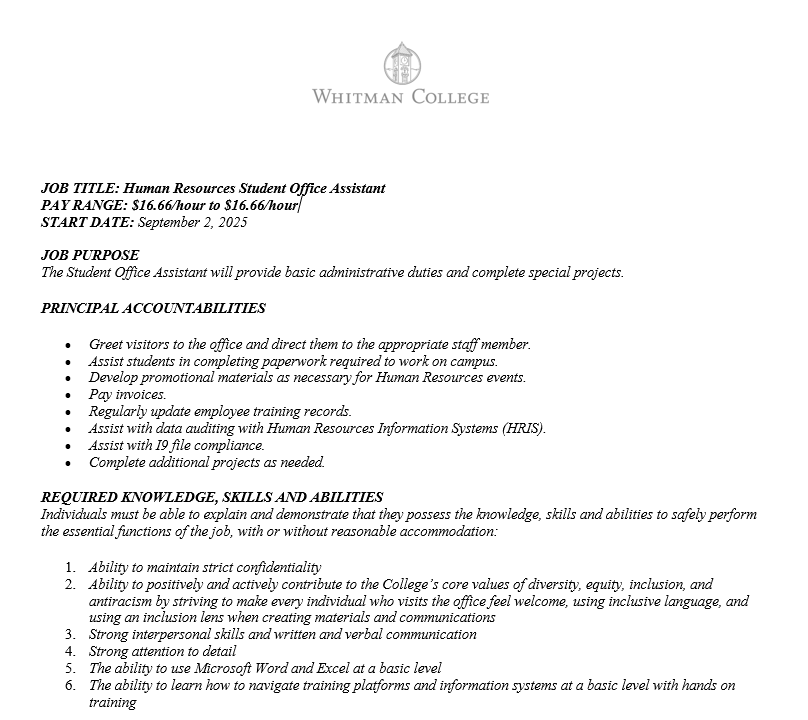 WHITMAN COLLEGE
JOB TITLE: Human Resources Student Office Assistant
PAY RANGE: $16.66/hour to $16.66/hour
START DATE: September 2, 2025
JOB PURPOSE
The Student Office Assistant will provide basic administrative duties and complete special projects.
PRINCIPAL ACCOUNTABILITIES
• Greet visitors to the office and direct them to the appropriate staff member.
• Assist students in completing paperwork required to work on campus.
• Develop promotional materials as necessary for Human Resources events.
• Pay invoices.
• Regularly update employee training records.
• Assist with data auditing with Human Resources Information Systems (HRIS).
• Assist with I9 file compliance.
• Complete additional projects as needed.
REQUIRED KNOWLEDGE, SKILLS AND ABILITIES
Individuals must be able to explain and demonstrate that they possess the knowledge, skills and abilities to safely perform
the essential functions of the job, with or without reasonable accommodation:
1. Ability to maintain strict confidentiality
2. Ability to positively and actively contribute to the College’s core values of diversity, equity, inclusion, and
antiracism by striving to make every individual who visits the office feel welcome, using inclusive language, and
using an inclusion lens when creating materials and communications
3. Strong interpersonal skills and written and verbal communication
4. Strong attention to detail
5. The ability to use Microsoft Word and Excel at a basic level
6. The ability to learn how to navigate training platforms and information systems at a basic level with hands on
training